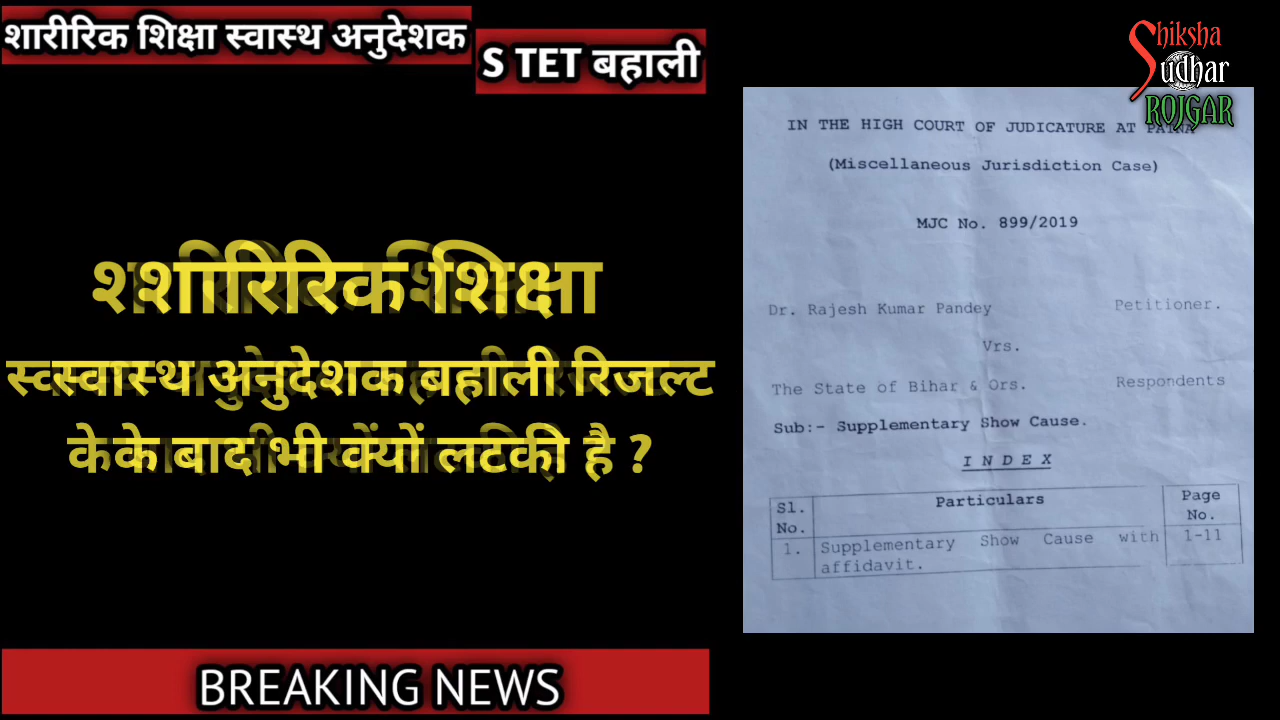 शारीरिक शिक्षा स्वास्थ अनुदेशक
S TET बहाली
Shiksha
Sudhar
ROJGAR
शारिरिक शिक्षा
स्वास्थ अनुदेशक बहाली रिजल्ट
के बाद भी क्यों लटकी है ?
BREAKING NEWS
IN THE HIGH COURT OF JUDICATURE AT PATNA
(Miscellaneous Jurisdiction Case)
MJC No. 899/2019
Dr. Rajesh Kumar Pandey Petitioner.
Vrs.
The State of Bihar & Ors. Respondents
Sub:- Supplementary Show Cause.
I N D E X
Sl. No. Particulars Page No.
1. Supplementary Show Cause with 1-11
affidavit.